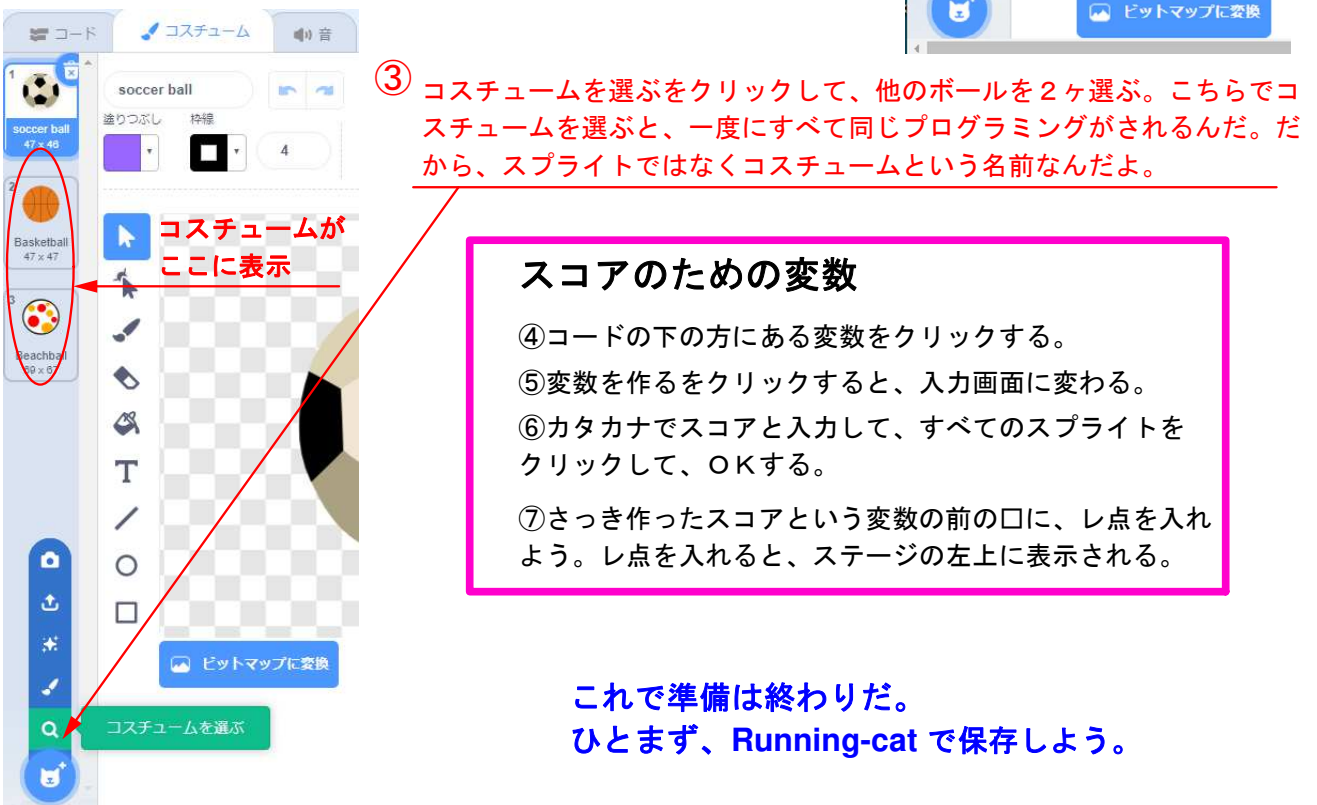 ビットマップに変換
コード
コスチューム
音
1
soccer ball
47 x 46
2
Basketball
47 x 47
3
Beachball
69 x 67
soccer ball
塗りつぶし
枠線
4
コスチュームが
ここに表示
T
ビットマップに変換
コスチュームを選ぶ
③
コスチュームを選ぶをクリックして、他のボールを２ヶ選ぶ。こちらでコ
スチュームを選ぶと、一度にすべて同じプログラミングがされるんだ。だ
から、スプライトではなくコスチュームという名前なんだよ。
スコアのための変数
④コードの下の方にある変数をクリックする。
⑤変数を作るをクリックすると、入力画面に変わる。
⑥カタカナでスコアと入力して、すべてのスプライトを
クリックして、ＯＫする。
⑦さっき作ったスコアという変数の前の□に、レ点を入れ
よう。レ点を入れると、ステージの左上に表示される。
これで準備は終わりだ。
ひとまず、Running-cat で保存しよう。